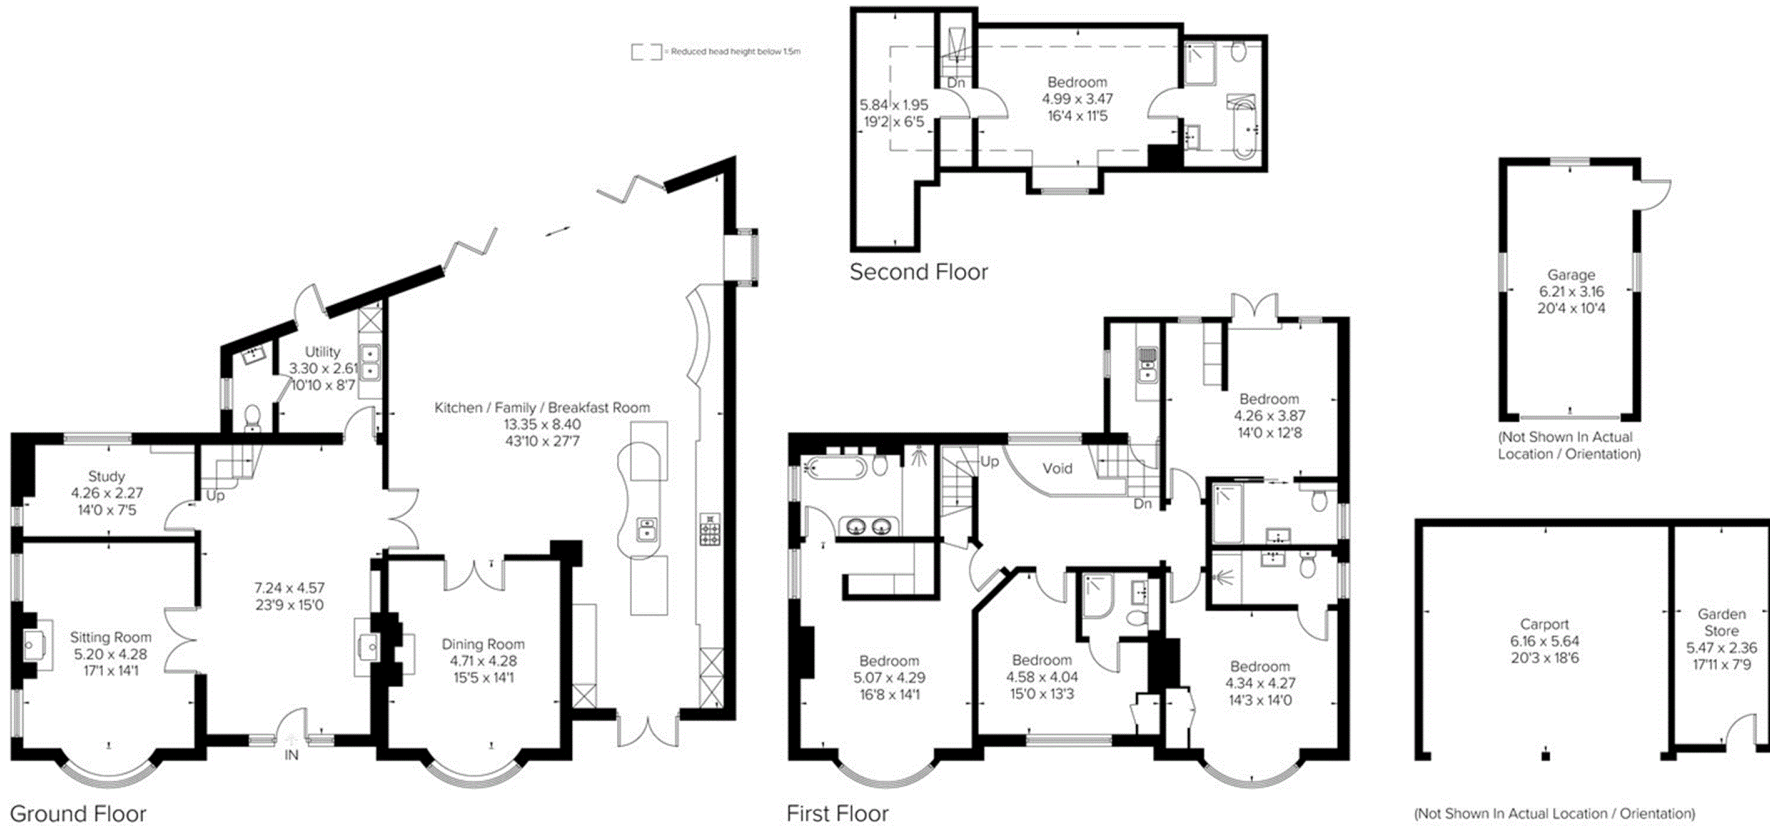 = Reduced head height below 1.5m
5.84 x 1.95
19'2 x 6'5
Dn
Bedroom
4.99 x 3.47
16'4 x 11'5
Second Floor
Utility
3.30 x 2.61
10'10 x 8'7
Kitchen / Family / Breakfast Room
13.35 x 8.40
43'10 x 27'7
Study
4.26 x 2.27
14'0 x 7'5
Up
7.24 x 4.57
23'9 x 15'0
Sitting Room
5.20 x 4.28
17'1 x 14'1
Dining Room
4.71 x 4.28
15'5 x 14'1
IN
Ground Floor
Bedroom
4.26 x 3.87
14'0 x 12'8
Up
Void
Dn
Bedroom
5.07 x 4.29
16'8 x 14'1
Bedroom
4.58 x 4.04
15'0 x 13'3
Bedroom
4.34 x 4.27
14'3 x 14'0
First Floor
Garage
6.21 x 3.16
20'4 x 10'4
(Not Shown In Actual
Location / Orientation)
Carport
6.16 x 5.64
20'3 x 18'6
Garden
Store
5.47 x 2.36
17'11 x 7'9
(Not Shown In Actual Location / Orientation)